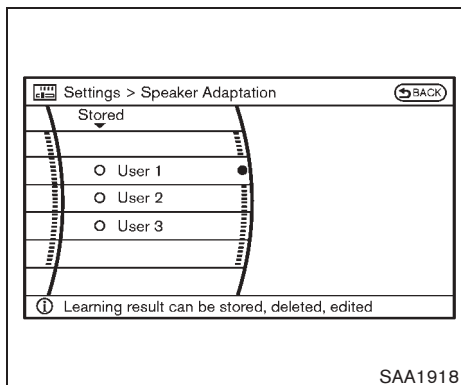 Settings > Speaker Adaptation
BACK
Stored
User 1
User 2
User 3
Learning result can be stored, deleted, edited
SAA1918